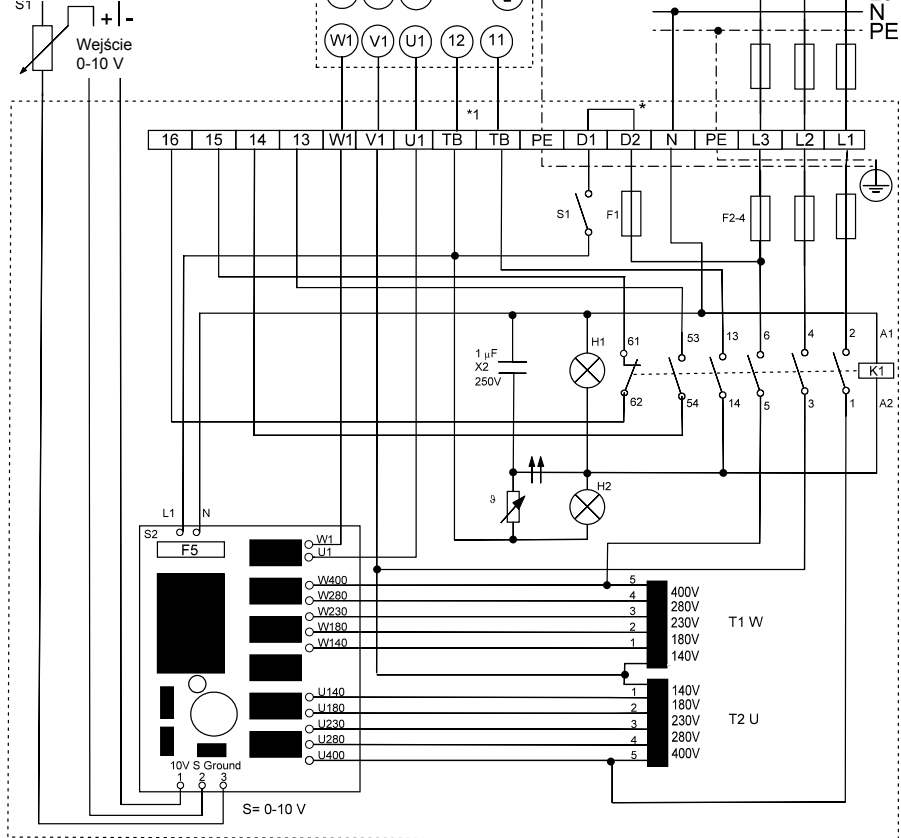 S1
+ -
Wejście
0-10 V
N
PE
W1 V1 U1 12 11
*1
*
16 15 14 13 W1 V1 U1 TB TB PE D1 D2 N PE L3 L2 L1
S1
F1
F2-4
H1
61 53 13 6 4 2 A1
1 µF
X2
250V
K1
62 54 14 5 3 1 A2
ϑ
H2
L1 N
S2
F5
W1
U1
W400 5 400V
W280 4 280V
W230 3 230V
W180 2 180V
W140 1 140V
T1 W
U140 1 140V
U180 2 180V
U230 3 230V
U280 4 280V
U400 5 400V
T2 U
10V S Ground
1 2 3
S= 0-10 V